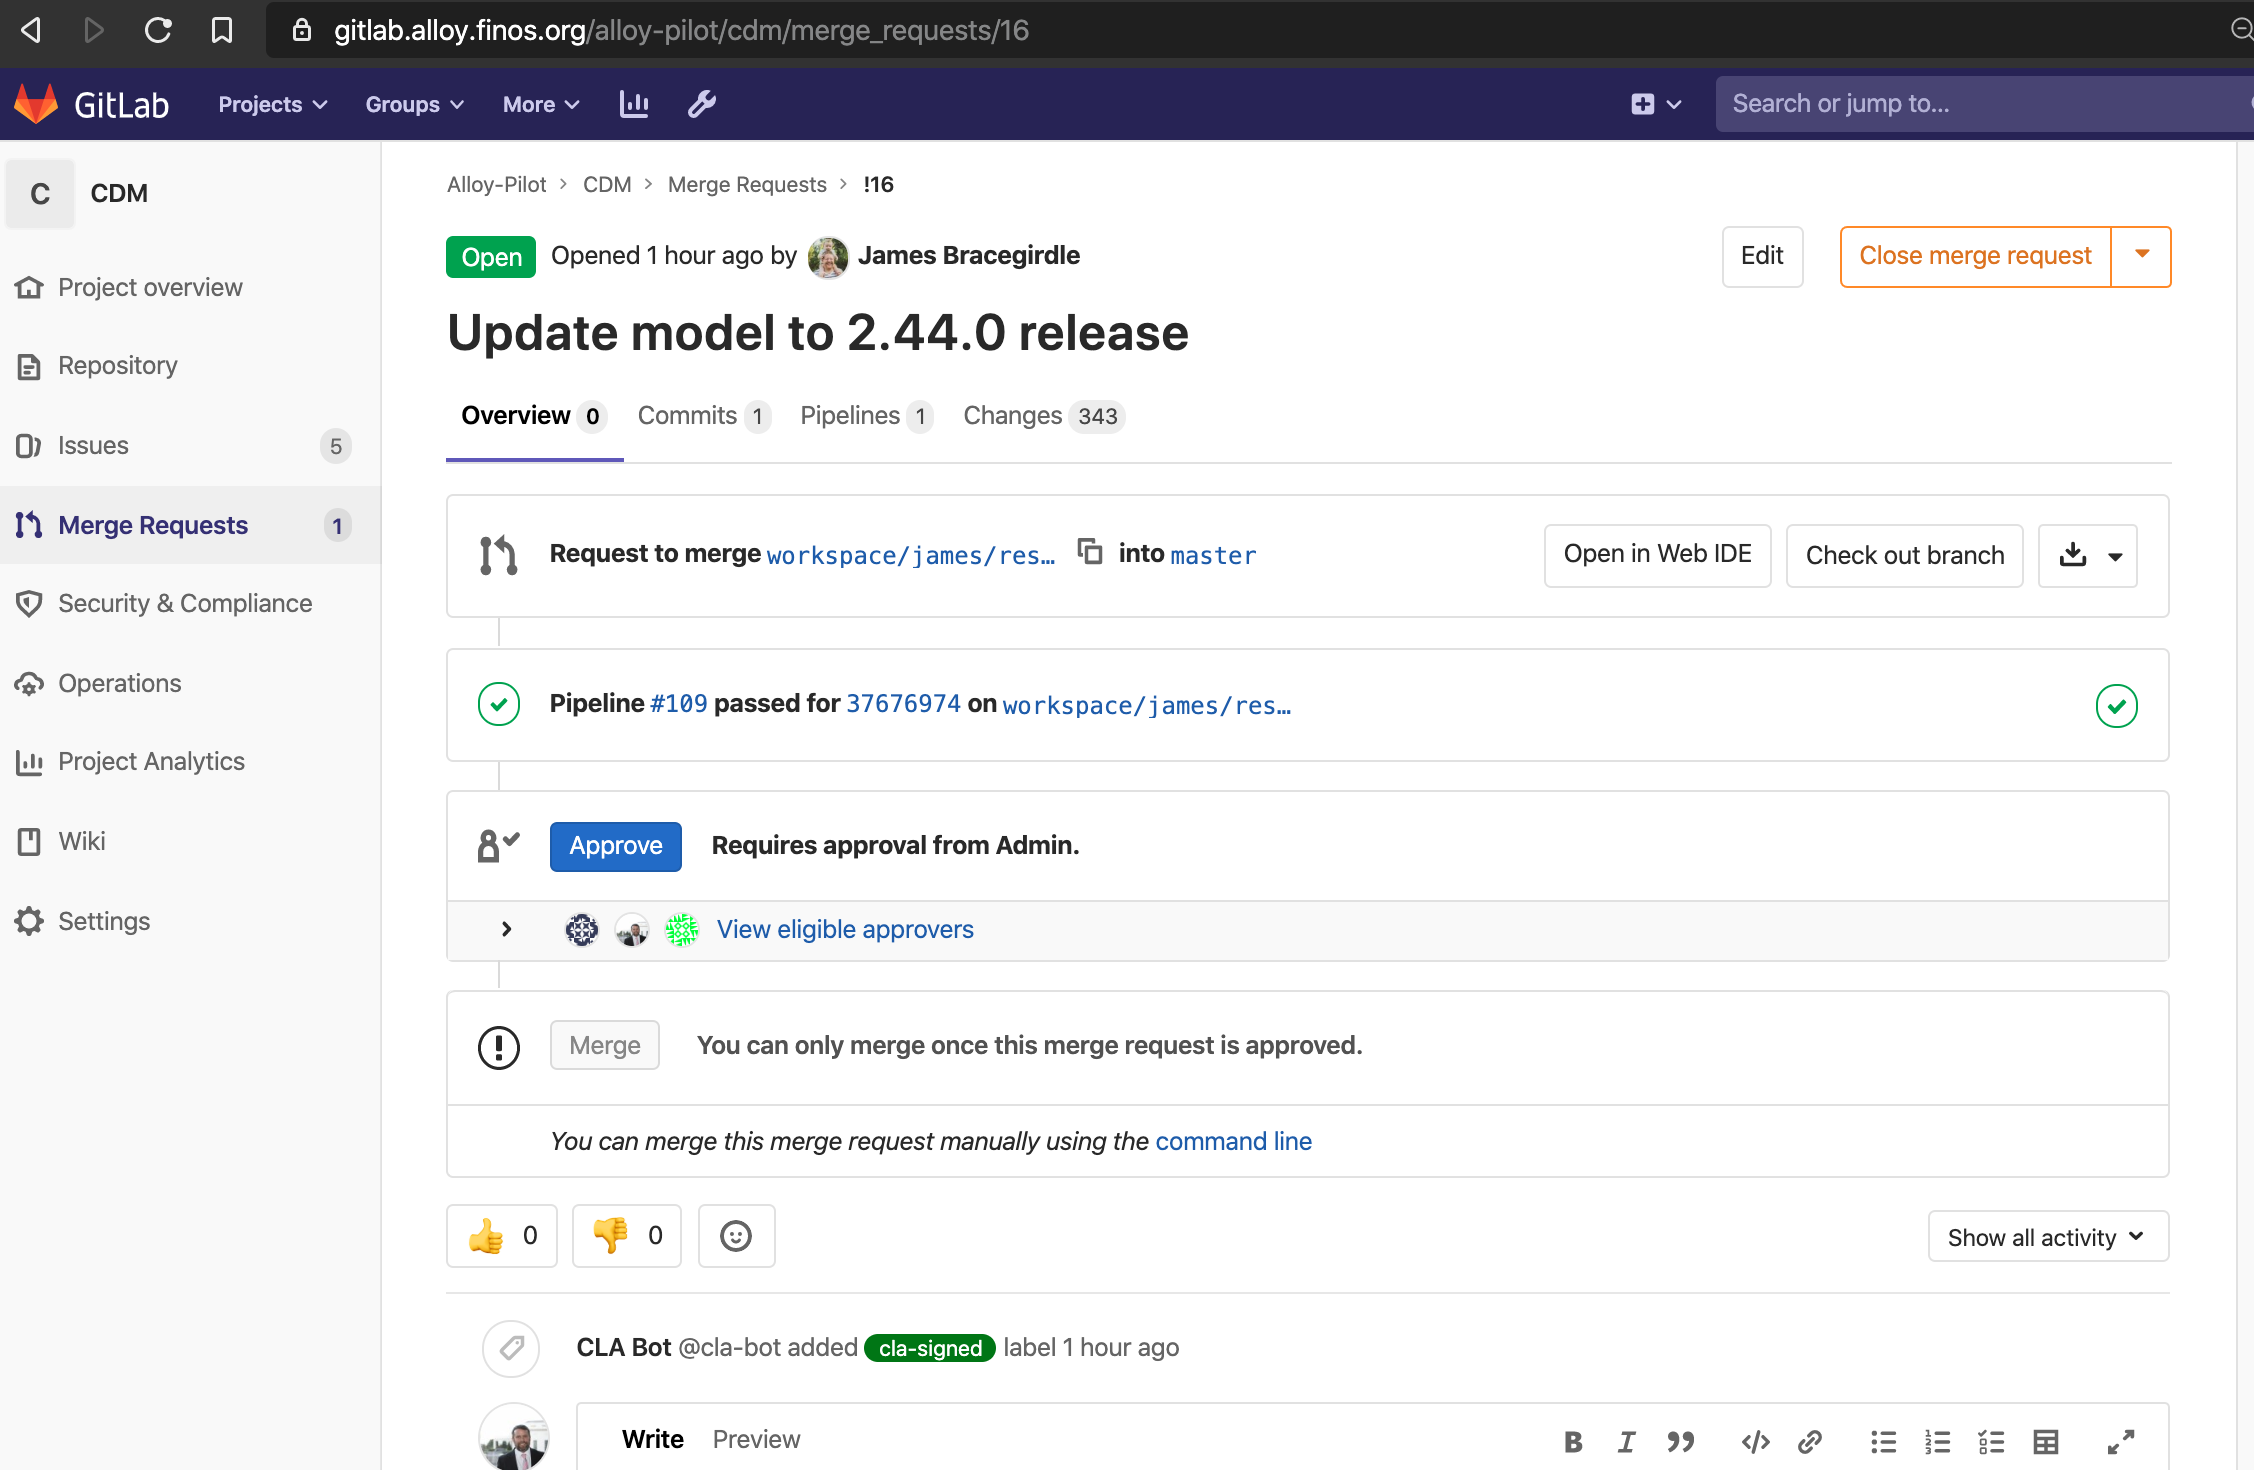 gitlab.alloy.finos.org/alloy-pilot/cdm/merge_requests/16
GitLab Projects Groups More Search or jump to...
C CDM
Project overview
Repository
Issues 5
Merge Requests 1
Security & Compliance
Operations
Project Analytics
Wiki
Settings
Alloy-Pilot > CDM > Merge Requests > !16
Open Opened 1 hour ago by James Bracegirdle Edit Close merge request
Update model to 2.44.0 release
Overview 0 Commits 1 Pipelines 1 Changes 343
Request to merge workspace/james/res… into master Open in Web IDE Check out branch
Pipeline #109 passed for 37676974 on workspace/james/res…
Approve Requires approval from Admin.
View eligible approvers
Merge You can only merge once this merge request is approved.
You can merge this merge request manually using the command line
0 0 Show all activity
CLA Bot @cla-bot added cla-signed label 1 hour ago
Write Preview